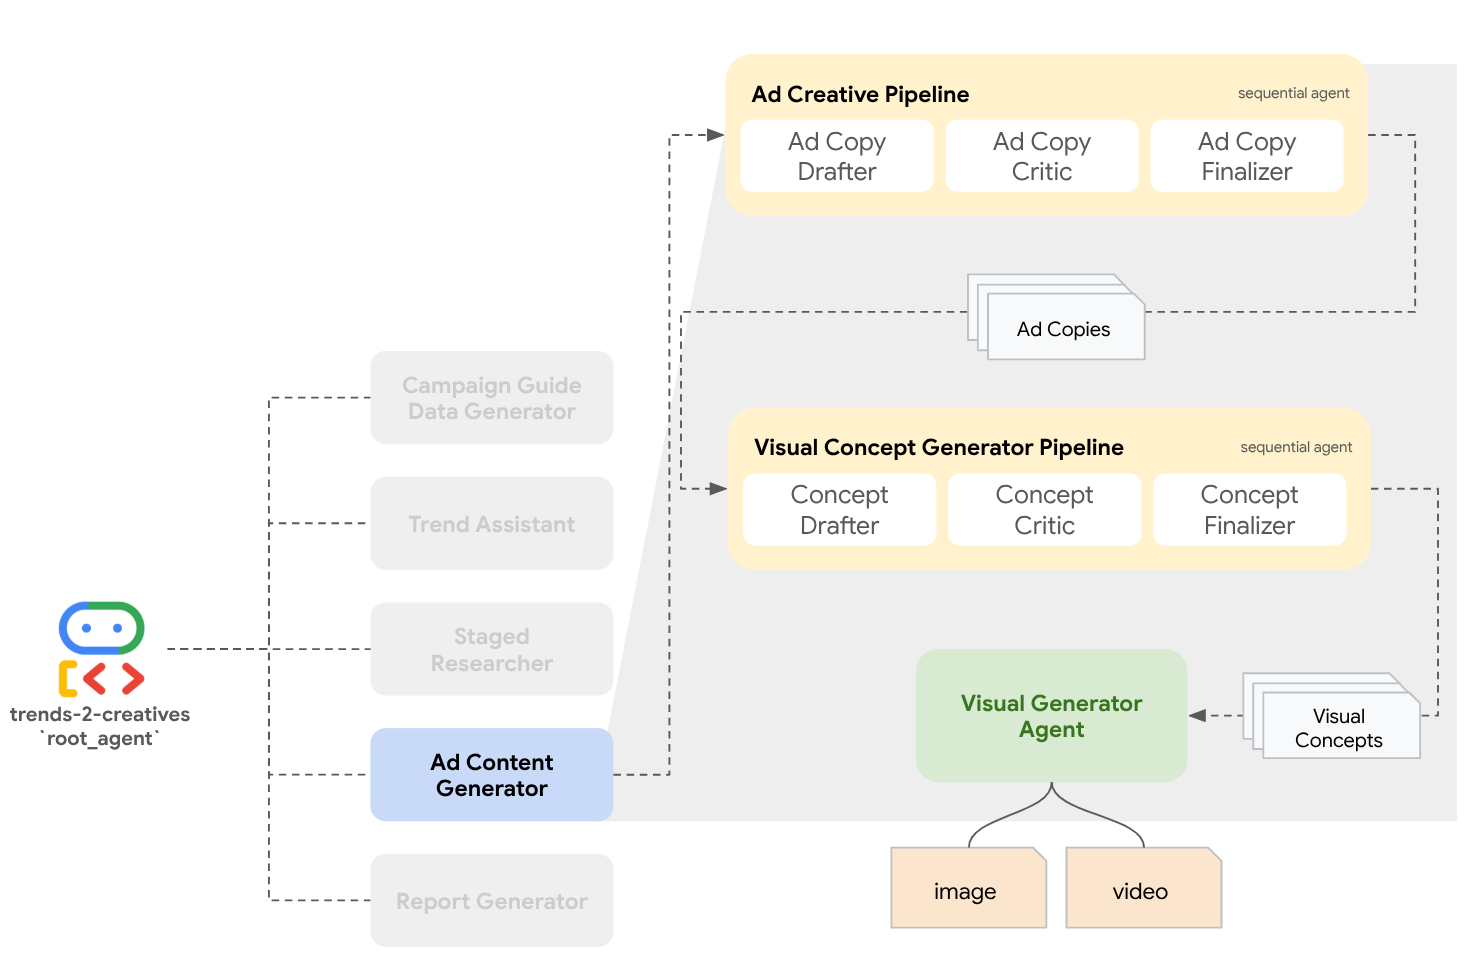 Ad Creative Pipeline
sequential agent
Ad Copy
Drafter
Ad Copy
Critic
Ad Copy
Finalizer
Ad Copies
Campaign Guide
Data Generator
Trend Assistant
Staged
Researcher
Ad Content
Generator
Report Generator
trends-2-creatives
`root_agent`
Visual Concept Generator Pipeline
sequential agent
Concept
Drafter
Concept
Critic
Concept
Finalizer
Visual Generator
Agent
Visual
Concepts
image
video